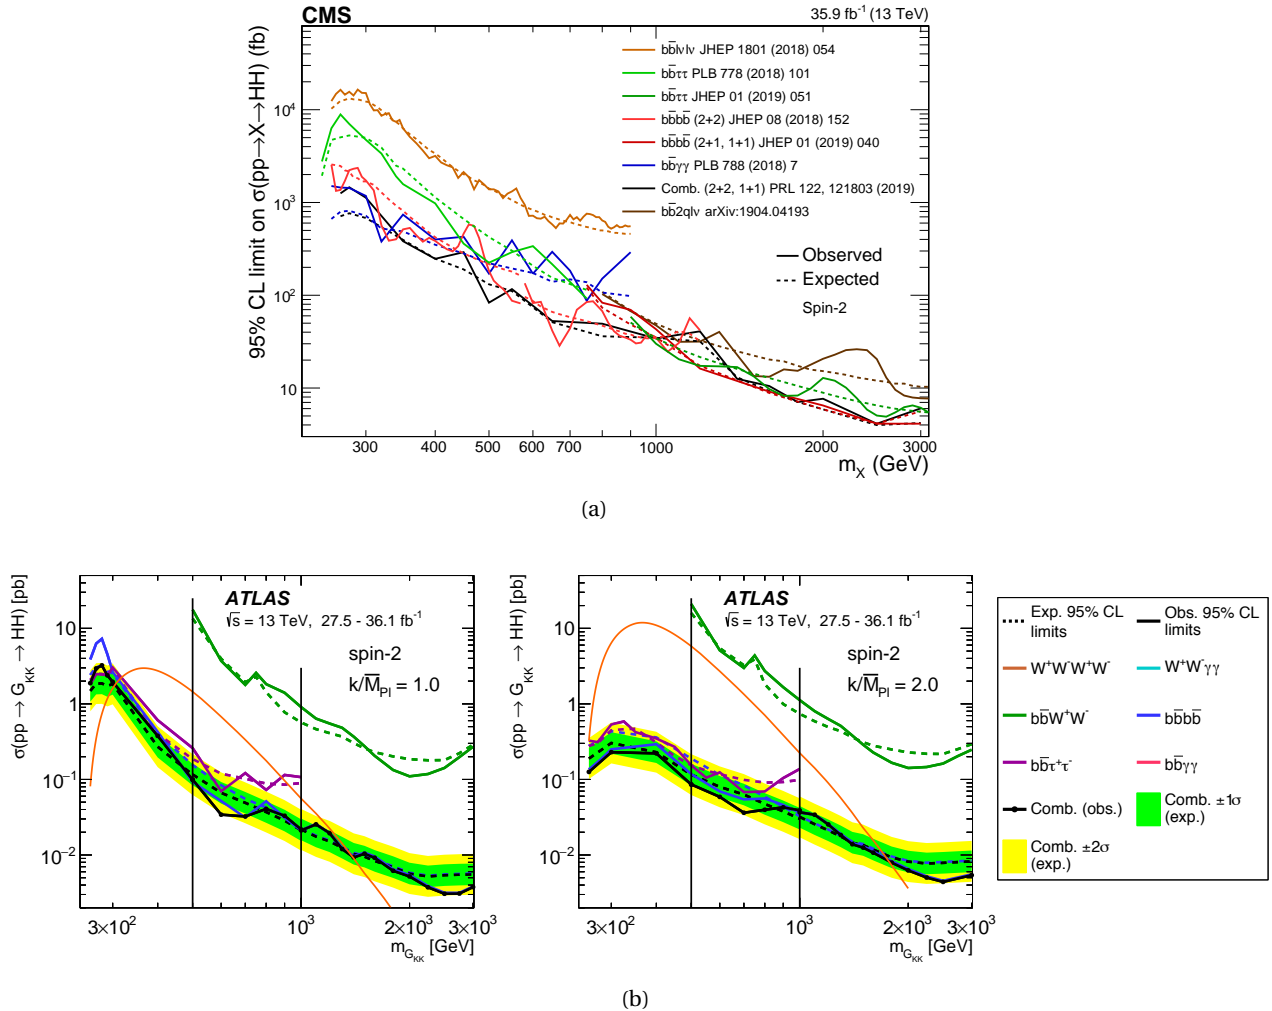 CMS
35.9 fb⁻¹ (13 TeV)
95% CL limit on σ(pp→X→HH) (fb)
10⁴
10³
10²
10
bb̄lνlν JHEP 1801 (2018) 054
bb̄ττ PLB 778 (2018) 101
bb̄ττ JHEP 01 (2019) 051
bb̄bb̄ (2+2) JHEP 08 (2018) 152
bb̄bb̄ (2+1, 1+1) JHEP 01 (2019) 040
bb̄γγ PLB 788 (2018) 7
Comb. (2+2, 1+1) PRL 122, 121803 (2019)
bb̄2qlν arXiv:1904.04193
Observed
Expected
Spin-2
300 400 500 600 700 1000 2000 3000
m_X (GeV)
(a)
σ(pp → G_KK → HH) [pb]
10
1
10⁻¹
10⁻²
ATLAS
√s = 13 TeV, 27.5 - 36.1 fb⁻¹
spin-2
k/M̄_Pl = 1.0
3×10² 10³ 2×10³ 3×10³
m_G_KK [GeV]
σ(pp → G_KK → HH) [pb]
10
1
10⁻¹
10⁻²
ATLAS
√s = 13 TeV, 27.5 - 36.1 fb⁻¹
spin-2
k/M̄_Pl = 2.0
3×10² 10³ 2×10³ 3×10³
m_G_KK [GeV]
Exp. 95% CL limits
Obs. 95% CL limits
W⁺W⁻W⁺W⁻
W⁺W⁻γγ
bb̄W⁺W⁻
bb̄bb̄
bb̄τ⁺τ⁻
bb̄γγ
Comb. (obs.)
Comb. ±1σ (exp.)
Comb. ±2σ (exp.)
(b)